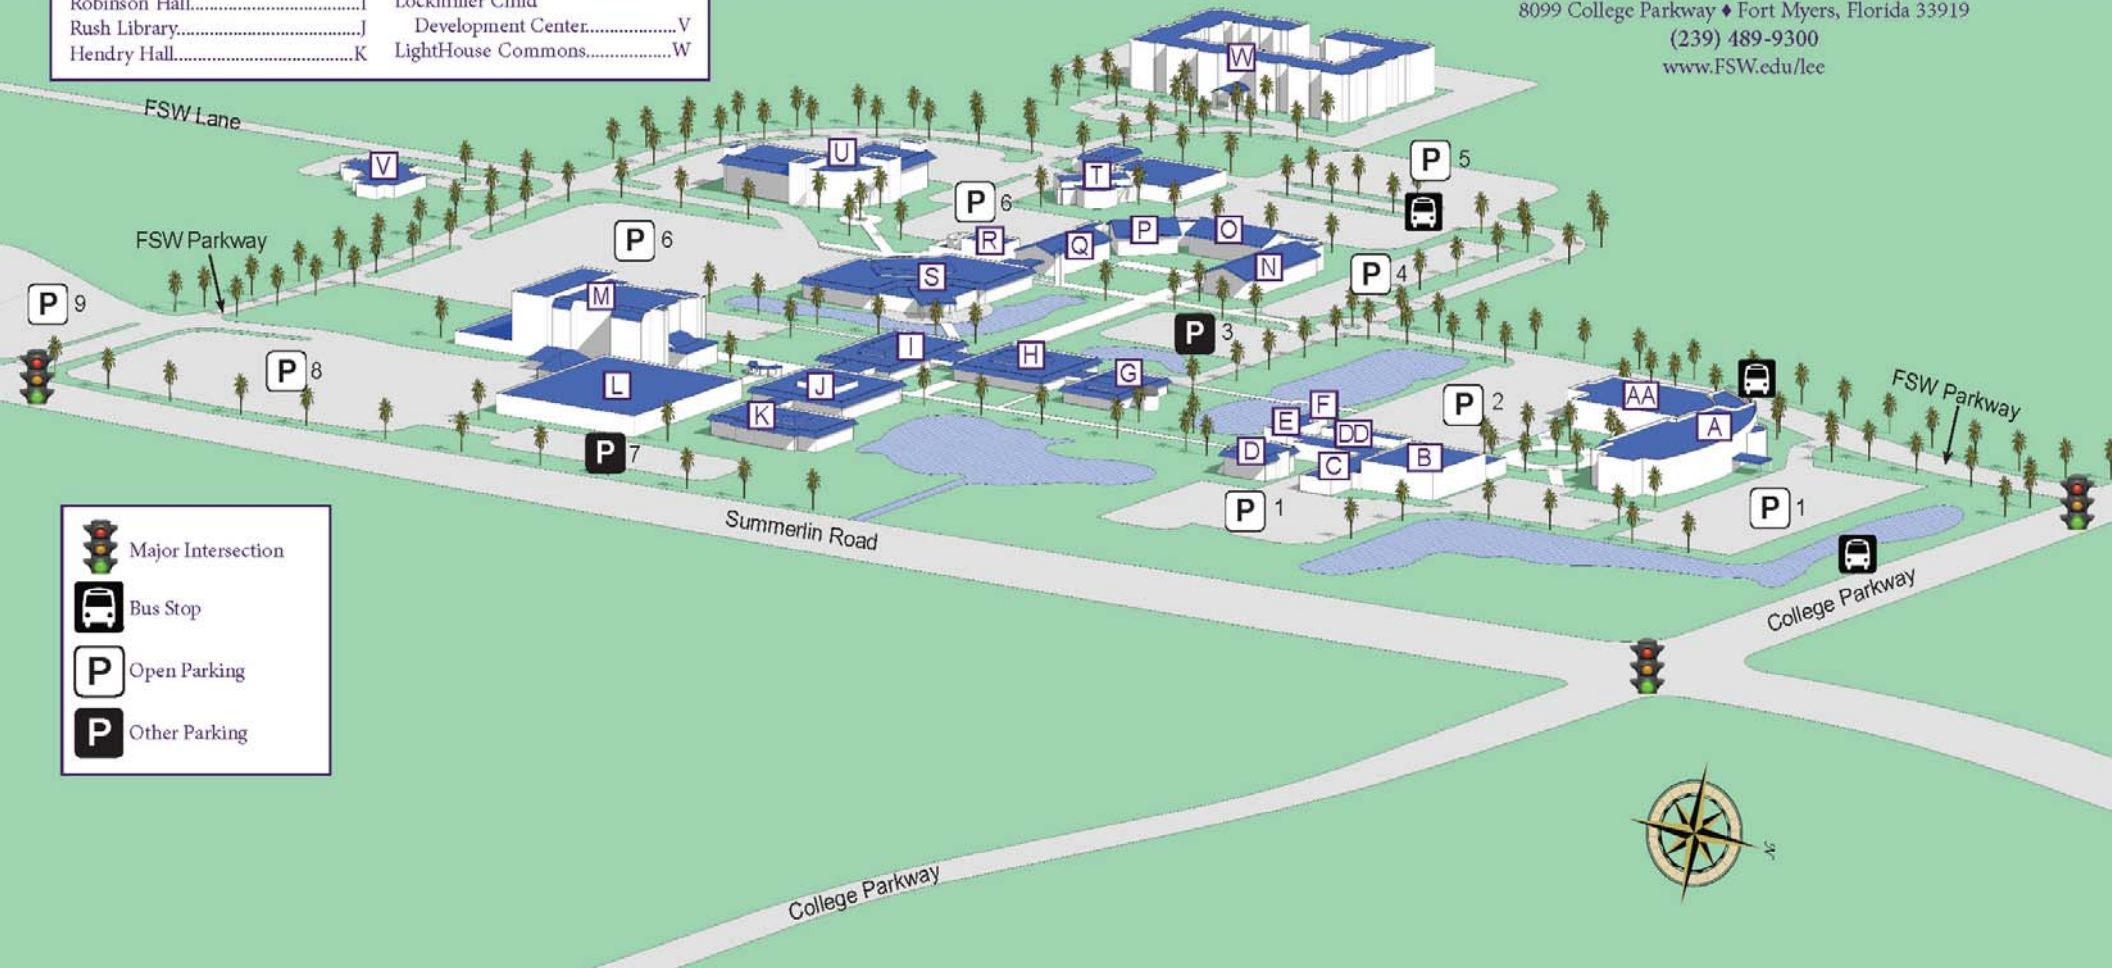 Robinson Hall....................................I
Lockmiller Child
Rush Library......................................J
Development Center...................V
Hendry Hall.....................................K
LightHouse Commons..................W
8099 College Parkway ♦ Fort Myers, Florida 33919
(239) 489-9300
www.FSW.edu/lee
W
FSW Lane
V
U
T
P 5
P 6
FSW Parkway
P 6
R
Q
P
O
N
S
M
P 4
P 9
P 3
I
H
G
P 8
L
J
K
P 2
F
E
DD
D
C
B
AA
A
FSW Parkway
P 7
P 1
P 1
Summerlin Road
College Parkway
Major Intersection
Bus Stop
P Open Parking
P Other Parking
N
College Parkway